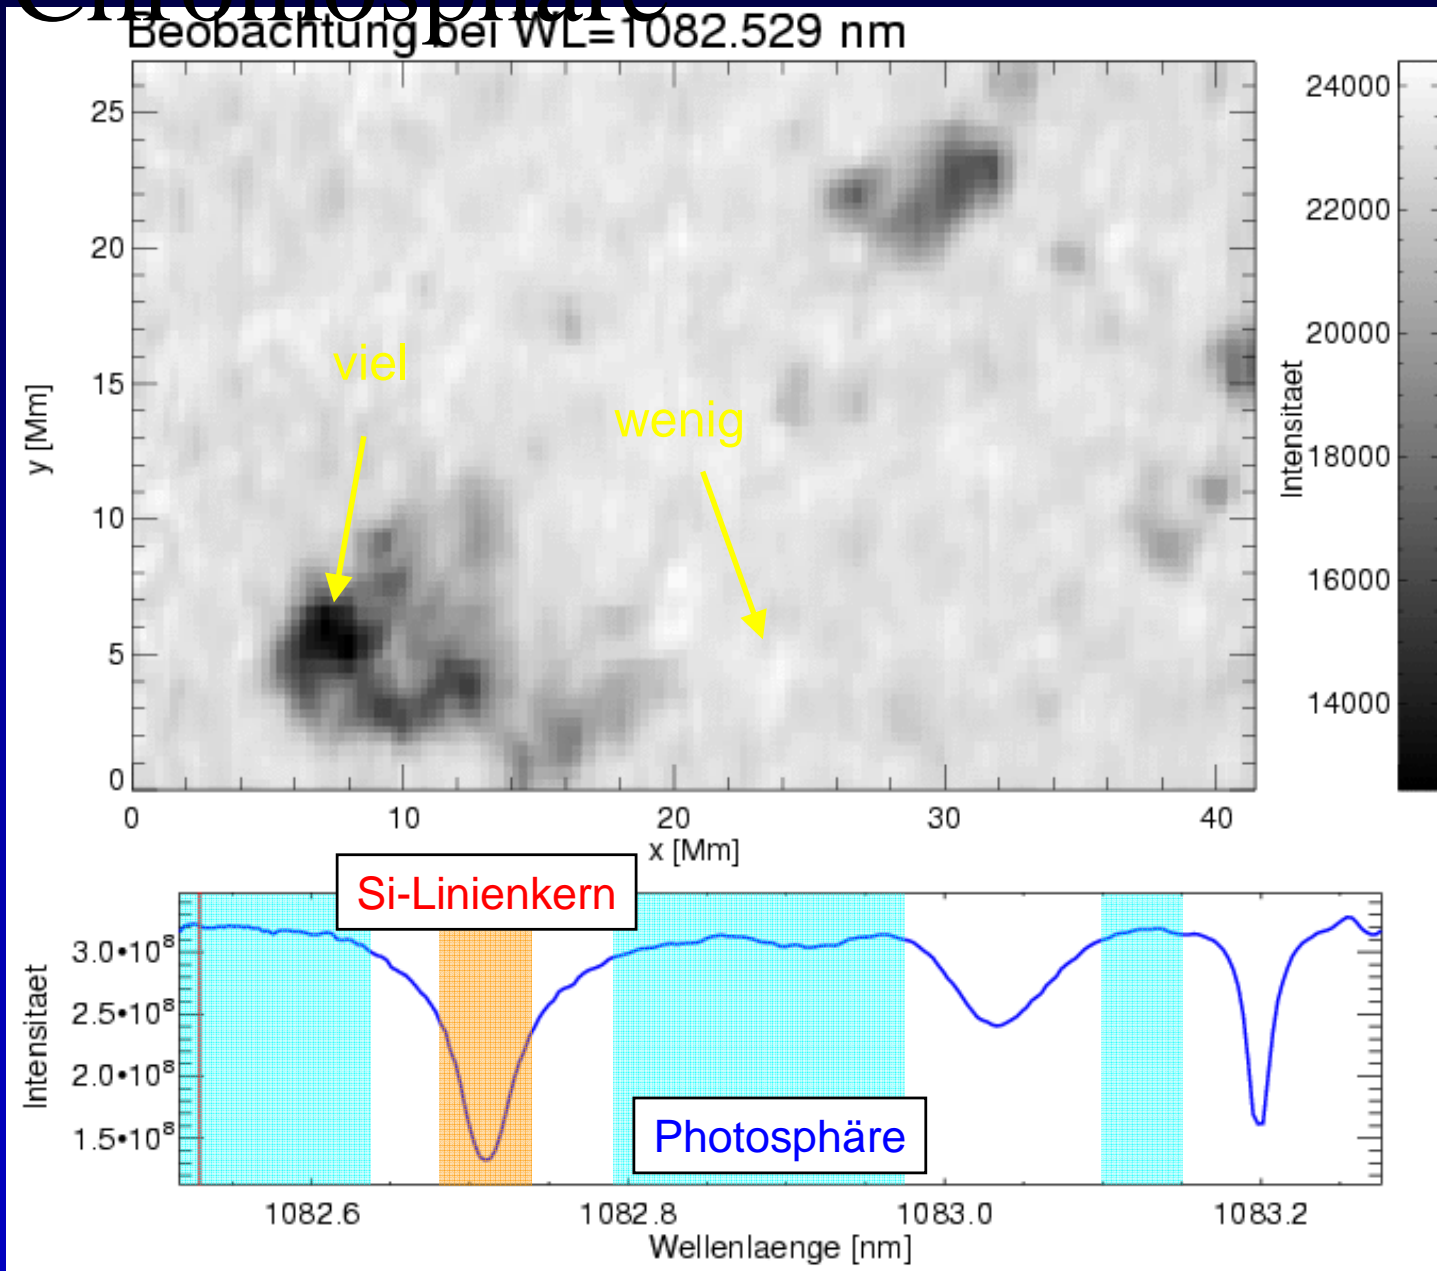 Chromosphäre
Beobachtung bei WL=1082.529 nm
25
20
15
10
5
0
y [Mm]
viel
wenig
0 10 20 30 40
x [Mm]
24000
22000
20000
18000
16000
14000
Intensitaet
Si-Linienkern
3.0•10⁸
2.5•10⁸
2.0•10⁸
1.5•10⁸
Intensitaet
Photosphäre
1082.6 1082.8 1083.0 1083.2
Wellenlaenge [nm]